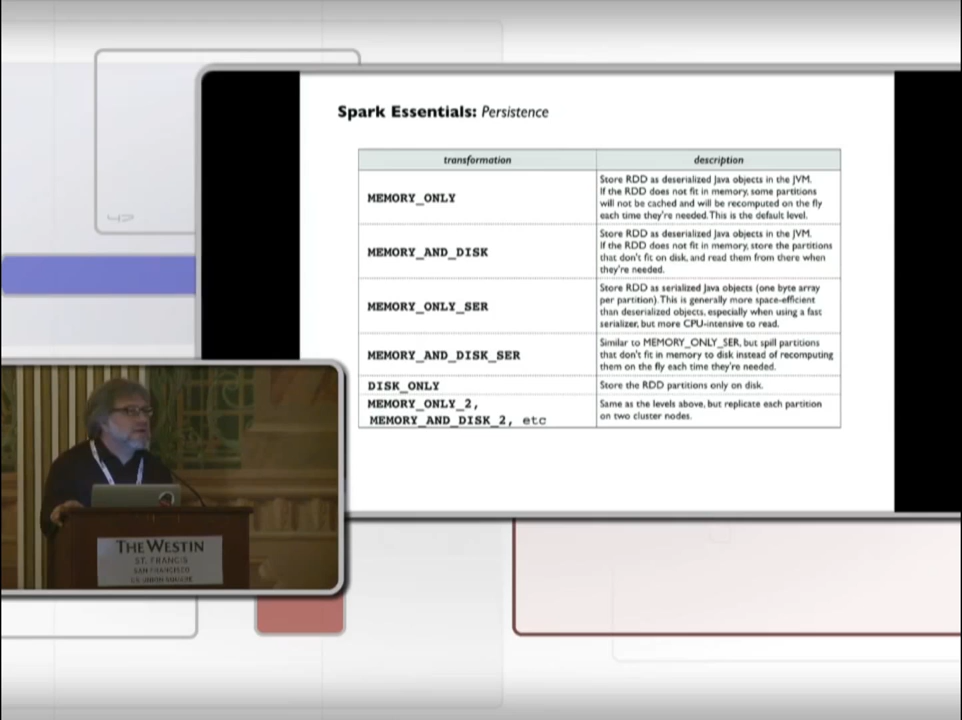 Spark Essentials: Persistence
transformation
description
MEMORY_ONLY
Store RDD as deserialized Java objects in the JVM.
If the RDD does not fit in memory, some partitions
will not be cached and will be recomputed on the fly
each time they're needed. This is the default level.
MEMORY_AND_DISK
Store RDD as deserialized Java objects in the JVM.
If the RDD does not fit in memory, store the partitions
that don't fit on disk, and read them from there when
they're needed.
MEMORY_ONLY_SER
Store RDD as serialized Java objects (one byte array
per partition). This is generally more space-efficient
than deserialized objects, especially when using a fast
serializer, but more CPU-intensive to read.
MEMORY_AND_DISK_SER
Similar to MEMORY_ONLY_SER, but spill partitions
that don't fit in memory to disk instead of recomputing
them on the fly each time they're needed.
DISK_ONLY
Store the RDD partitions only on disk.
MEMORY_ONLY_2,
MEMORY_AND_DISK_2, etc
Same as the levels above, but replicate each partition
on two cluster nodes.
THE WESTIN
ST. FRANCIS
SAN FRANCISCO
ON UNION SQUARE